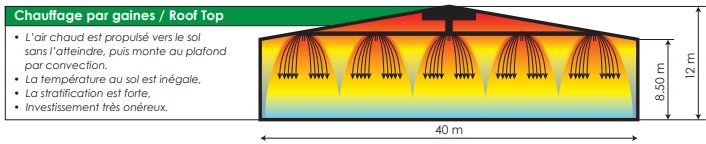 Chauffage par gaines / Roof Top
• L'air chaud est propulsé vers le sol
sans l'atteindre, puis monte au plafond
par convection.
• La température au sol est inégale,
• La stratification est forte,
• Investissement très onéreux.
8.50 m
12 m
40 m